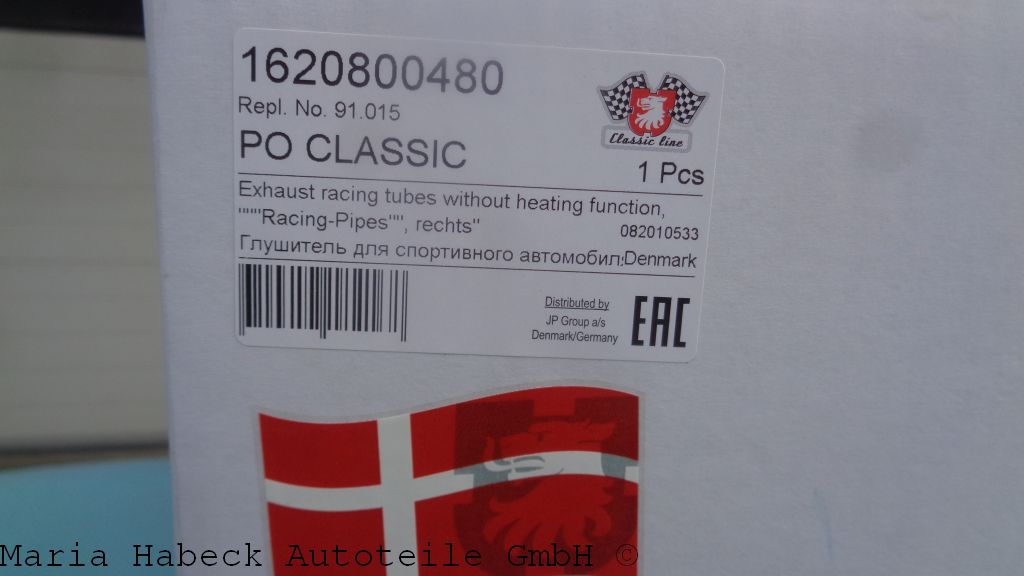 1620800480
Repl. No. 91.015
PO CLASSIC
Classic line
1 Pcs
Exhaust racing tubes without heating function,
""""Racing-Pipes"", rechts"
082010533
Глушитель для спортивного автомобил:Denmark
Distributed by
JP Group a/s
Denmark/Germany
EAC
Maria Habeck Autoteile GmbH ©